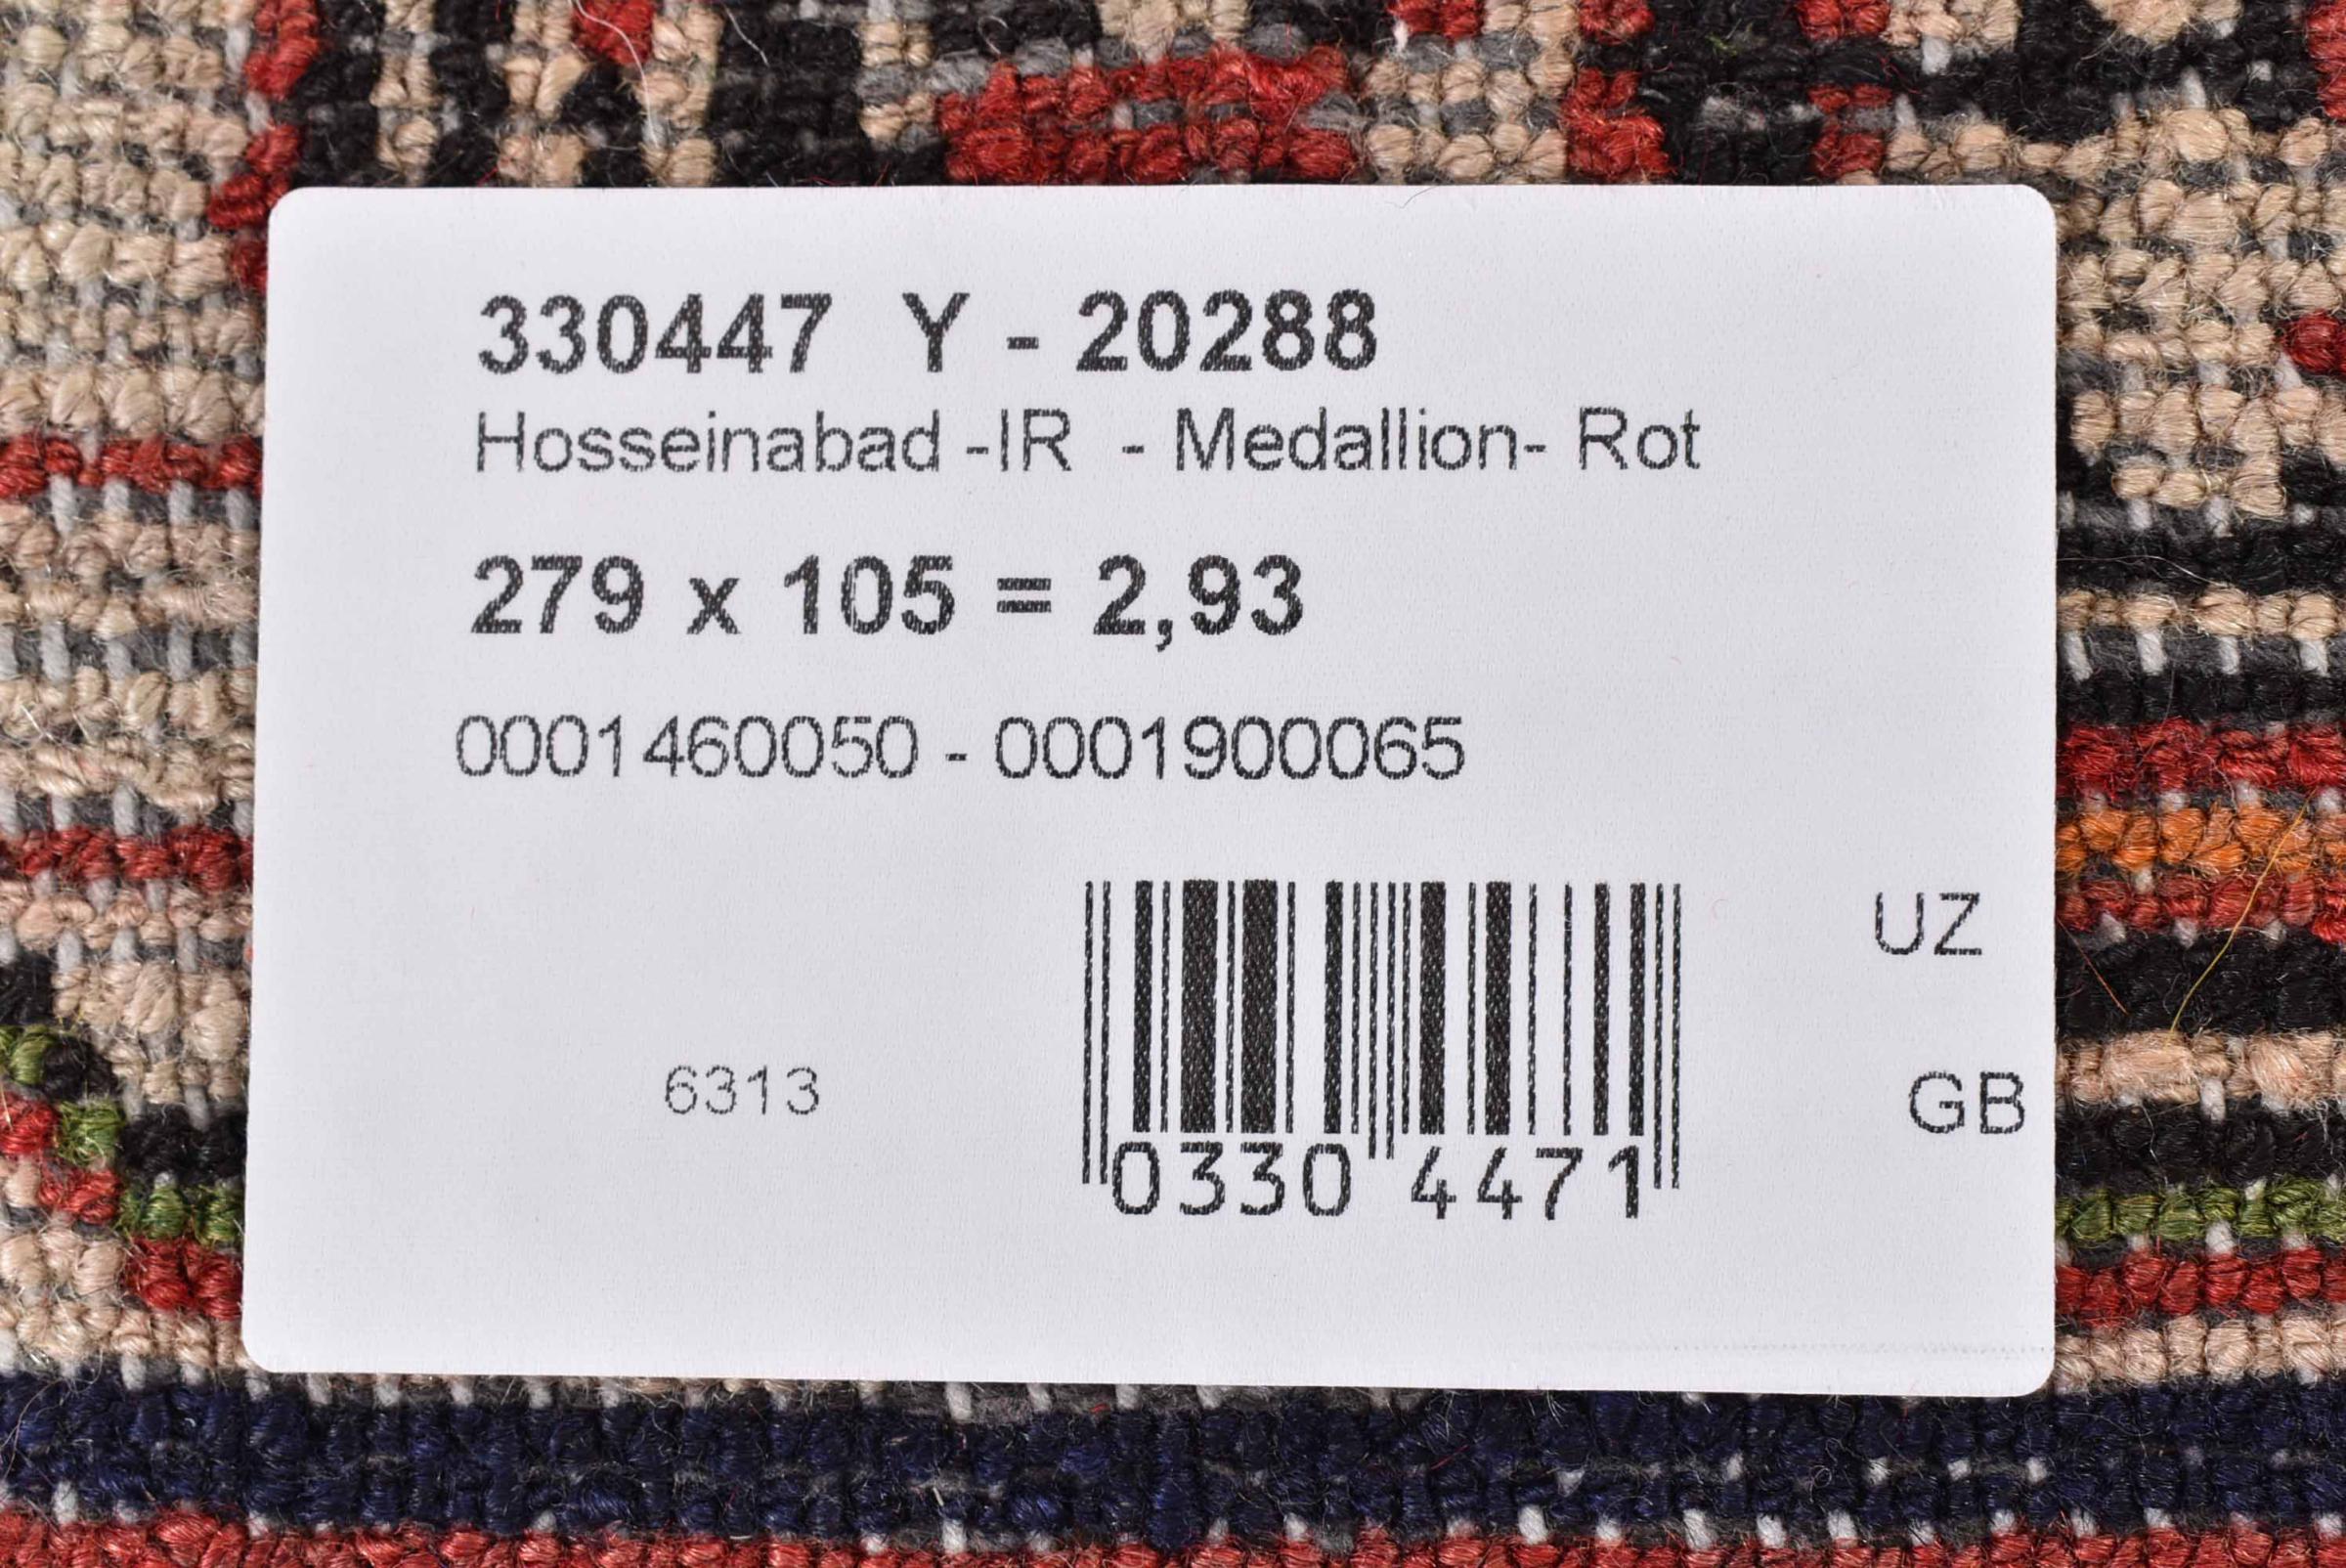 330447 Y - 20288
Hosseinabad -IR - Medallion- Rot
279 x 105 = 2,93
0001460050 - 0001900065
UZ
6313
GB
0330 4471